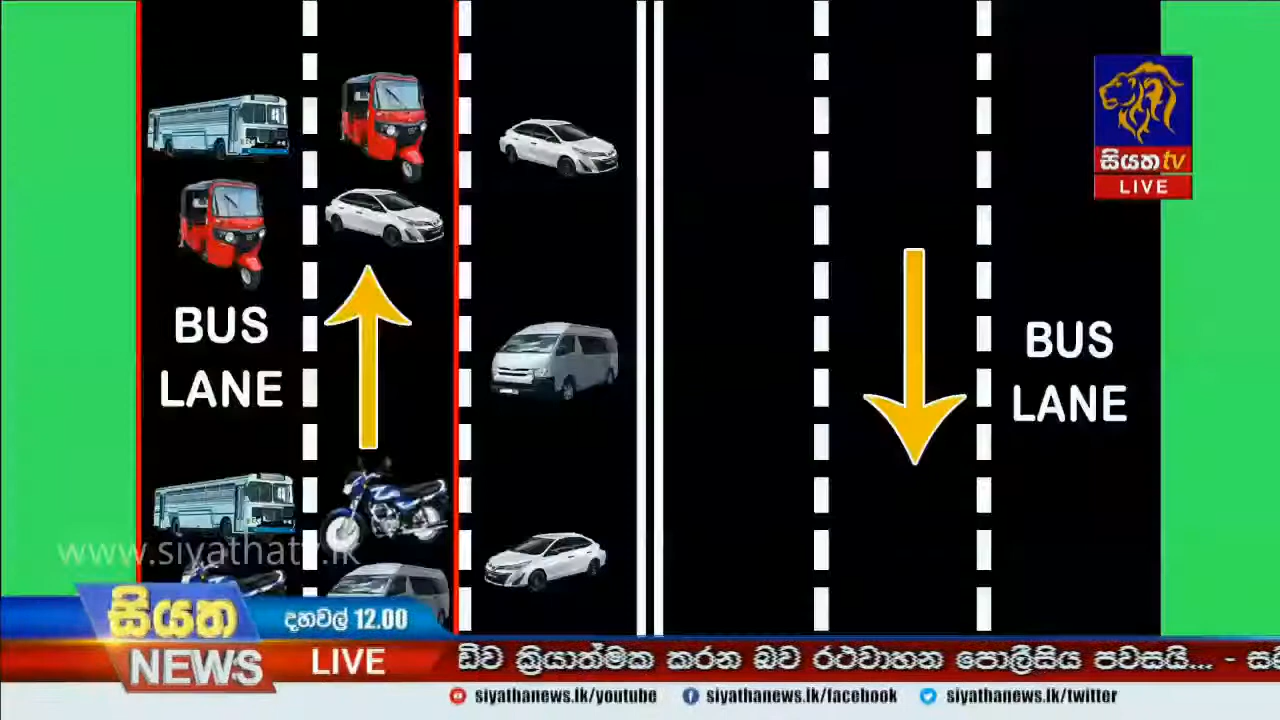 සියත tv
LIVE
BUS
LANE
BUS
LANE
www.siyathatv.lk
සියත
NEWS
දහවල් 12.00
LIVE
ඩිව ක්‍රියාත්මක කරන බව රථවාහන පොලීසිය පවසයි... -
siyathanews.lk/youtube
siyathanews.lk/facebook
siyathanews.lk/twitter